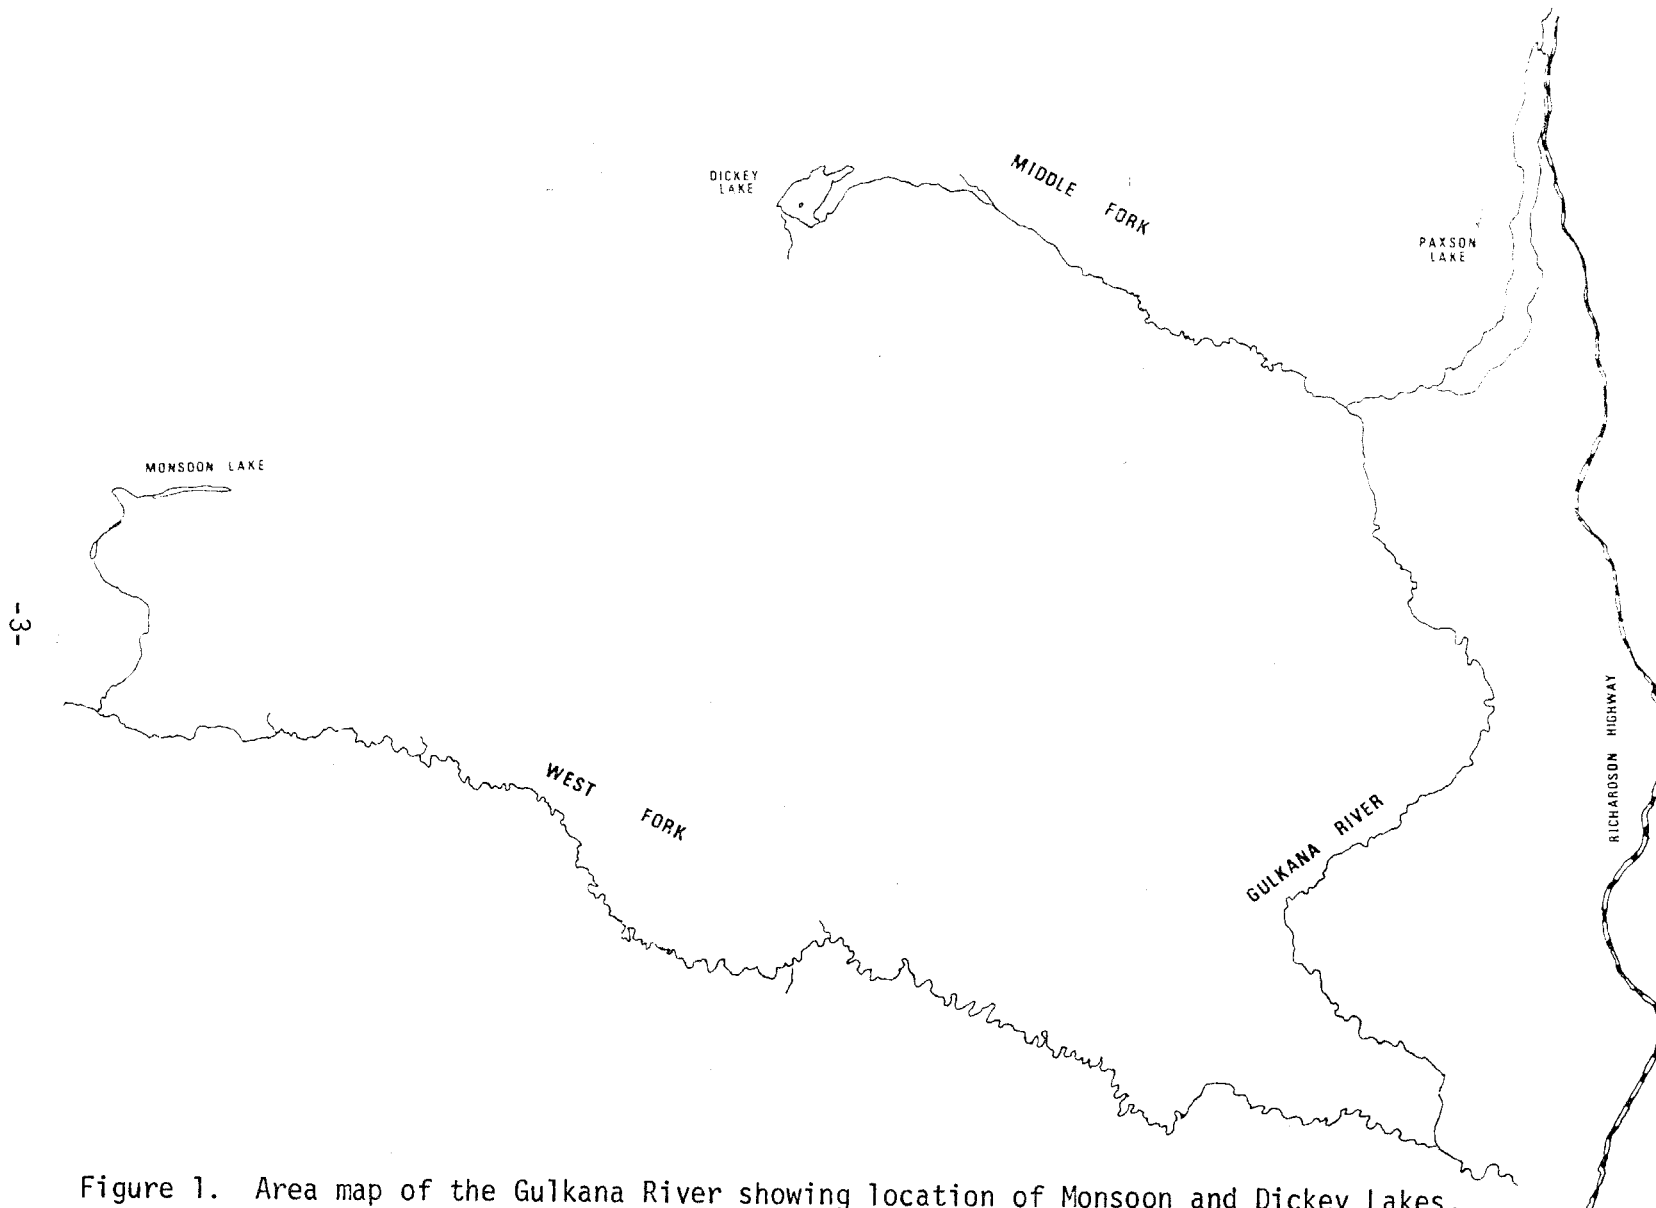 DICKEY
LAKE
MIDDLE FORK
PAXSON
LAKE
MONSOON LAKE
-3-
WEST FORK
GULKANA RIVER
RICHARDSON HIGHWAY
Figure 1. Area map of the Gulkana River showing location of Monsoon and Dickey Lakes.